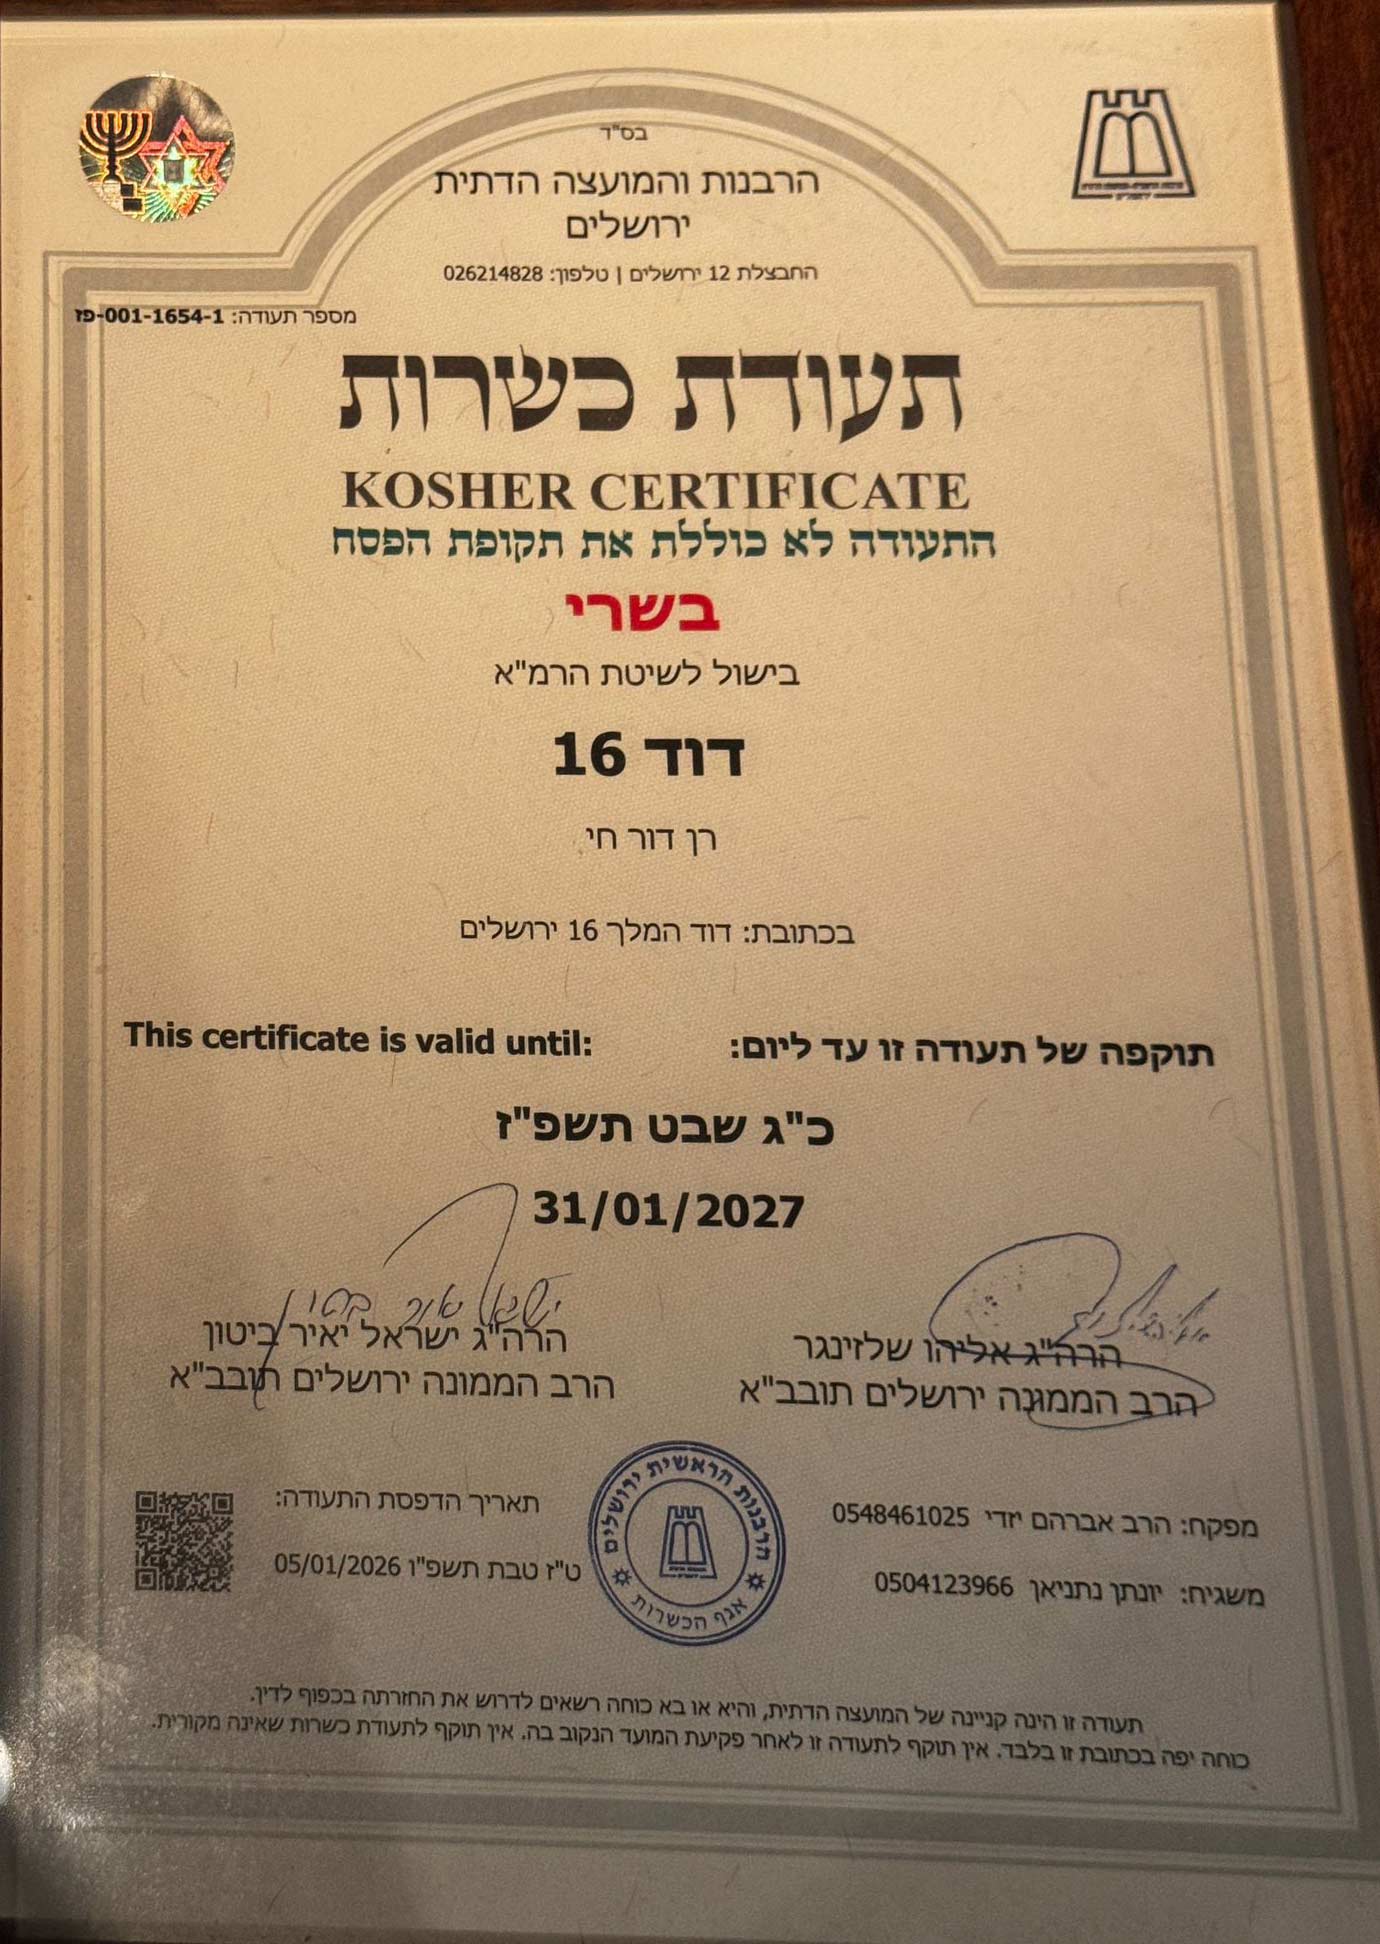 בס"ד
הרבנות והמועצה הדתית
ירושלים
החבצלת 12 ירושלים | טלפון: 026214828
מספר תעודה: 001-1654-1-פז
תעודת כשרות
KOSHER CERTIFICATE
התעודה לא כוללת את תקופת הפסח
בשרי
בישול לשיטת הרמ"א
דוד 16
רן דור חי
בכתובת: דוד המלך 16 ירושלים
תוקפה של תעודה זו עד ליום:
This certificate is valid until:
כ"ג שבט תשפ"ז
31/01/2027
הרה"ג אליהו שלזינגר
הרב הממונה ירושלים תובב"א
ישראל יאיר ביטון
הרה"ג ישראל יאיר ביטון
הרב הממונה ירושלים תובב"א
מפקח: הרב אברהם יזדי 0548461025
משגיח: יונתן נתניאן 0504123966
הרבנות הראשית ירושלים
אגף הכשרות
תאריך הדפסת התעודה:
ט"ז טבת תשפ"ו 05/01/2026
תעודה זו הינה קניינה של המועצה הדתית, והיא או בא כוחה רשאים לדרוש את החזרתה בכפוף לדין.
כוחה יפה בכתובת זו בלבד. אין תוקף לתעודה זו לאחר פקיעת המועד הנקוב בה. אין תוקף לתעודת כשרות שאינה מקורית.